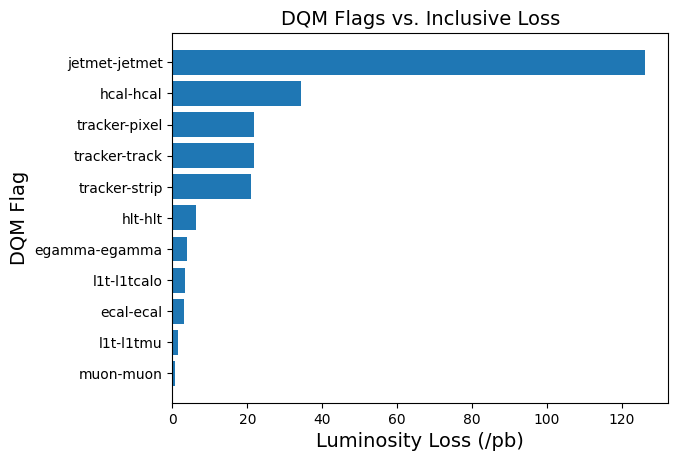 DQM Flags vs. Inclusive Loss
DQM Flag
jetmet-jetmet
hcal-hcal
tracker-pixel
tracker-track
tracker-strip
hlt-hlt
egamma-egamma
l1t-l1tcalo
ecal-ecal
l1t-l1tmu
muon-muon
0 20 40 60 80 100 120
Luminosity Loss (/pb)